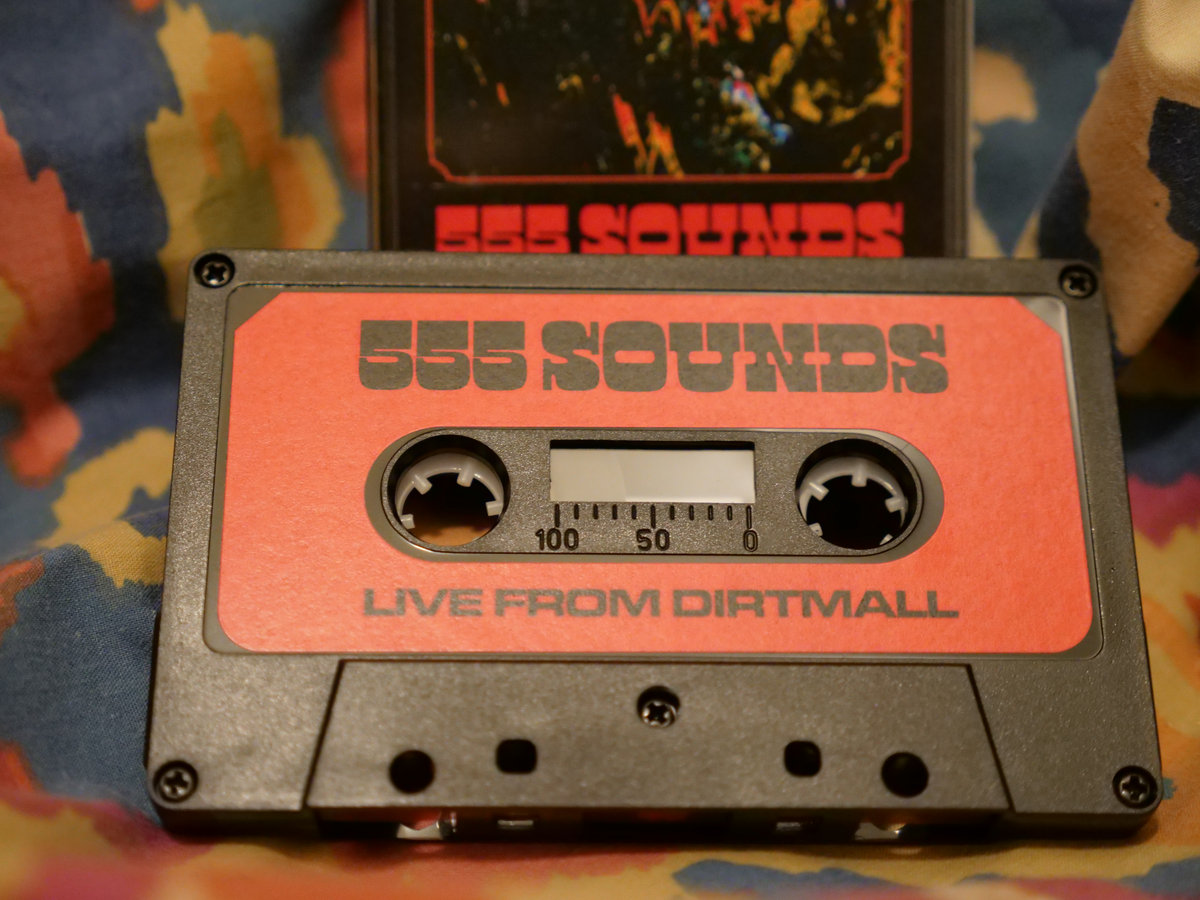 555 SOUNDS
555 SOUNDS
100 50 0
LIVE FROM DIRTMALL